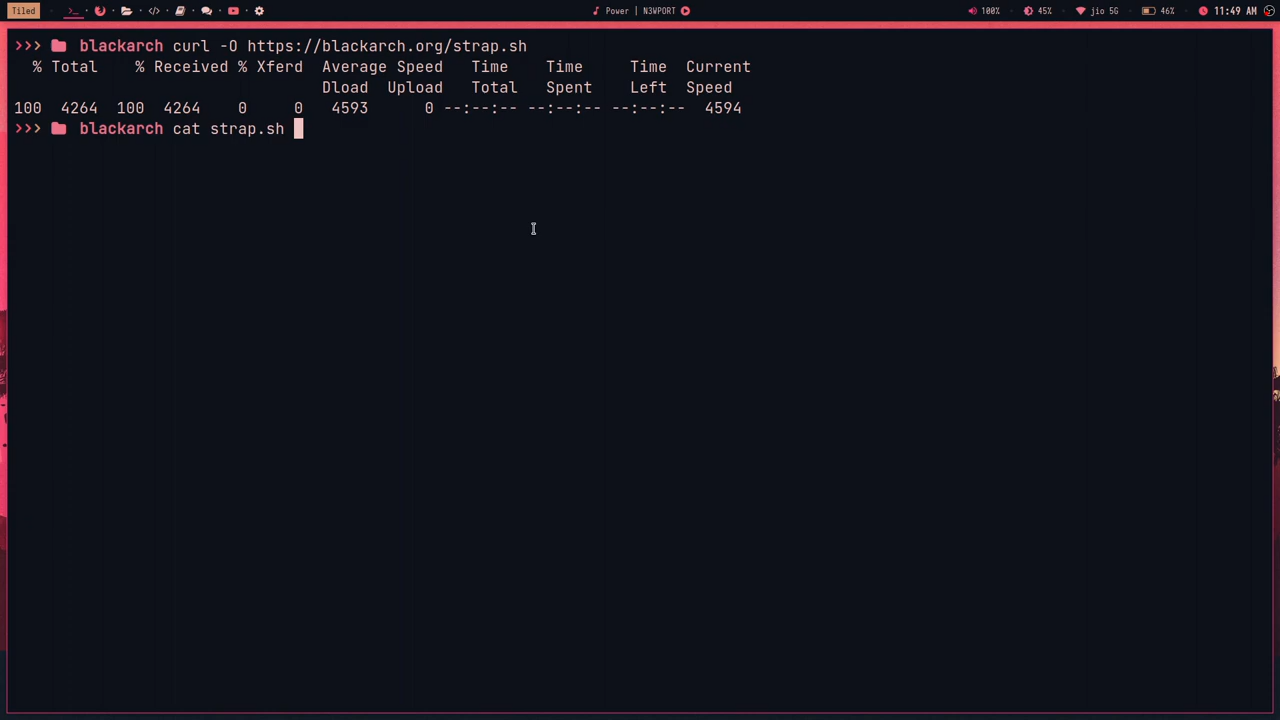 Tiled >_ Power | N3WPORT 100% 45% jio 5G 46% 11:49 AM
>>> blackarch curl -O https://blackarch.org/strap.sh
% Total % Received % Xferd Average Speed Time Time Time Current
Dload Upload Total Spent Left Speed
100 4264 100 4264 0 0 4593 0 --:--:-- --:--:-- --:--:-- 4594
>>> blackarch cat strap.sh